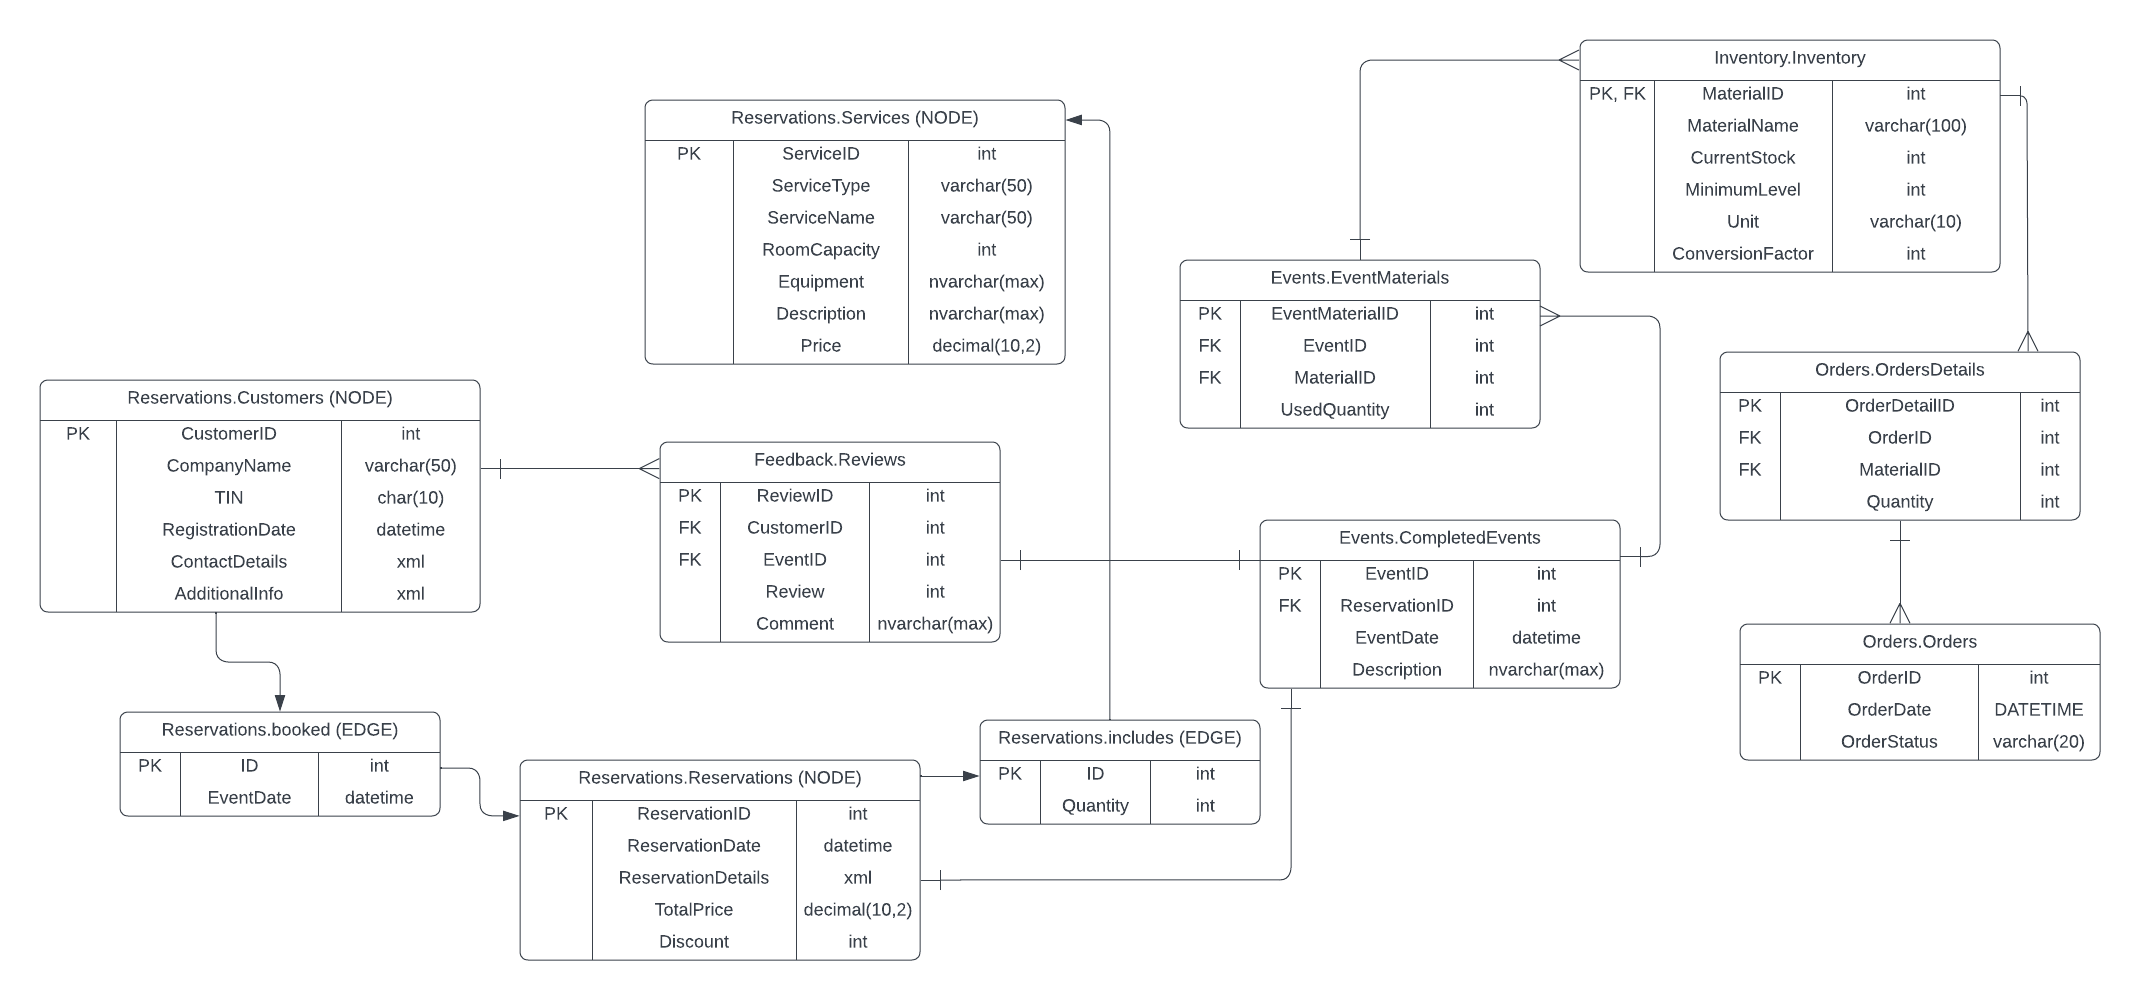 Inventory.Inventory
PK, FK MaterialID int
MaterialName varchar(100)
CurrentStock int
MinimumLevel int
Unit varchar(10)
ConversionFactor int
Reservations.Services (NODE)
PK ServiceID int
ServiceType varchar(50)
ServiceName varchar(50)
RoomCapacity int
Equipment nvarchar(max)
Description nvarchar(max)
Price decimal(10,2)
Events.EventMaterials
PK EventMaterialID int
FK EventID int
FK MaterialID int
UsedQuantity int
Orders.OrdersDetails
PK OrderDetailID int
FK OrderID int
FK MaterialID int
Quantity int
Reservations.Customers (NODE)
PK CustomerID int
CompanyName varchar(50)
TIN char(10)
RegistrationDate datetime
ContactDetails xml
AdditionalInfo xml
Feedback.Reviews
PK ReviewID int
FK CustomerID int
FK EventID int
Review int
Comment nvarchar(max)
Events.CompletedEvents
PK EventID int
FK ReservationID int
EventDate datetime
Description nvarchar(max)
Orders.Orders
PK OrderID int
OrderDate DATETIME
OrderStatus varchar(20)
Reservations.booked (EDGE)
PK ID int
EventDate datetime
Reservations.Reservations (NODE)
PK ReservationID int
ReservationDate datetime
ReservationDetails xml
TotalPrice decimal(10,2)
Discount int
Reservations.includes (EDGE)
PK ID int
Quantity int